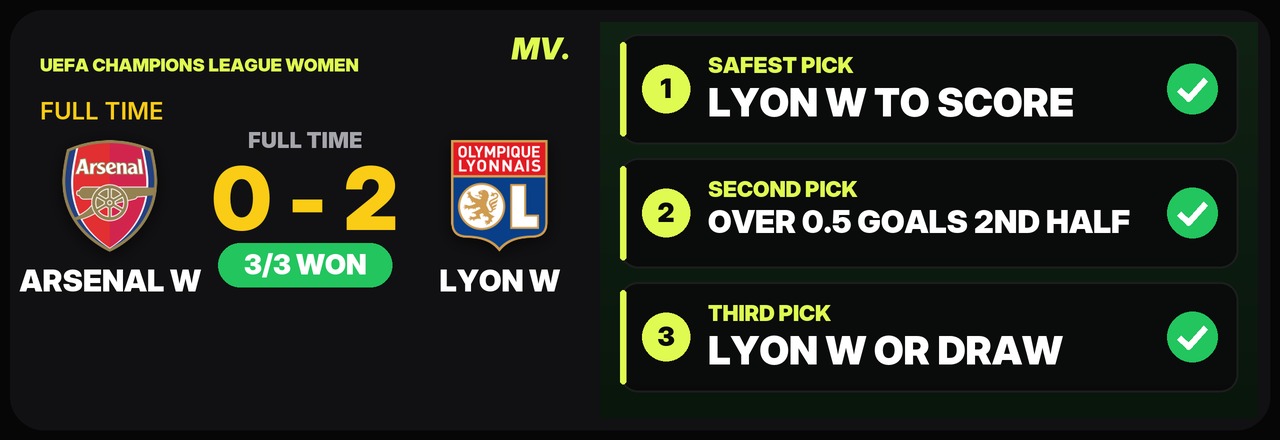 MV.
UEFA CHAMPIONS LEAGUE WOMEN
FULL TIME
FULL TIME
Arsenal
0 - 2
OLYMPIQUE
LYONNAIS
OL
3/3 WON
ARSENAL W
LYON W
1
SAFEST PICK
LYON W TO SCORE
2
SECOND PICK
OVER 0.5 GOALS 2ND HALF
3
THIRD PICK
LYON W OR DRAW